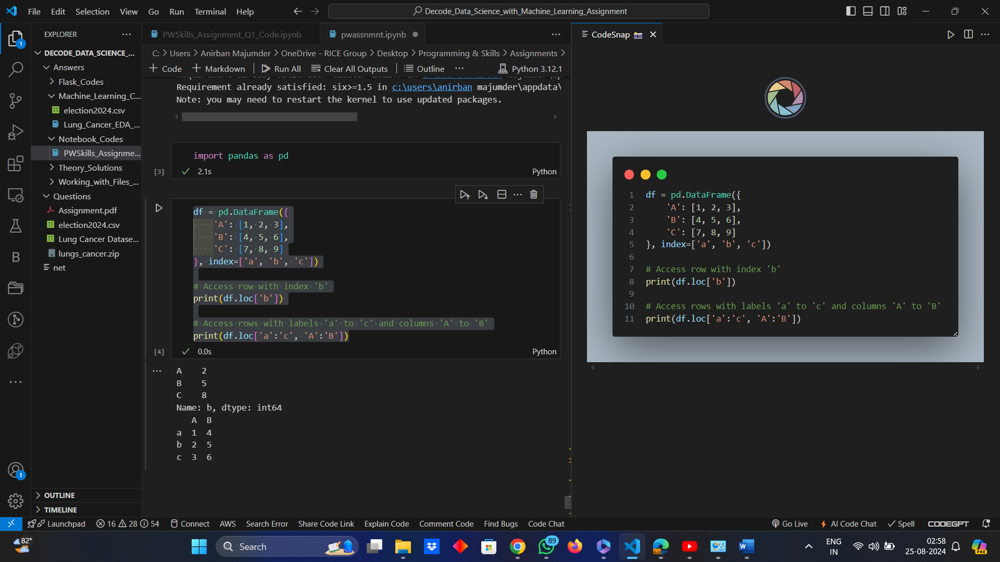 File Edit Selection View Go Run Terminal Help
Decode_Data_Science_with_Machine_Learning_Assignment
EXPLORER
DECODE_DATA_SCIENCE_...
Answers
Flask_Codes
Machine_Learning_C...
election2024.csv
Lung_Cancer_EDA_...
Notebook_Codes
PWSkills_Assignme...
Theory_Solutions
Working_with_Files_...
Questions
Assignment.pdf
election2024.csv
Lung Cancer Datase...
lungs_cancer.zip
net
OUTLINE
TIMELINE
1
B
1
PWSkills_Assignment_Q1_Code.ipynb
pwassnmnt.ipynb
C: > Users > Anirban Majumder > OneDrive - RICE Group > Desktop > Programming & Skills > Assignments >
+ Code + Markdown | Run All Clear All Outputs | Outline ... Python 3.12.1
Requirement already satisfied: six>=1.5 in c:\users\anirban majumder\appdata\
Note: you may need to restart the kernel to use updated packages.
import pandas as pd
[3] 2.1s Python
df = pd.DataFrame({
'A': [1, 2, 3],
'B': [4, 5, 6],
'C': [7, 8, 9]
}, index=['a', 'b', 'c'])
# Access row with index 'b'
print(df.loc['b'])
# Access rows with labels 'a' to 'c' and columns 'A' to 'B'
print(df.loc['a':'c', 'A':'B'])
[4] 0.0s Python
A 2
B 5
C 8
Name: b, dtype: int64
A B
a 1 4
b 2 5
c 3 6
CodeSnap
1 df = pd.DataFrame({
2 'A': [1, 2, 3],
3 'B': [4, 5, 6],
4 'C': [7, 8, 9]
5 }, index=['a', 'b', 'c'])
6
7 # Access row with index 'b'
8 print(df.loc['b'])
9
10 # Access rows with labels 'a' to 'c' and columns 'A' to 'B'
11 print(df.loc['a':'c', 'A':'B'])
Launchpad 16 28 54 Connect AWS Search Error Share Code Link Explain Code Comment Code Find Bugs Code Chat Go Live AI Code Chat Spell CODEGPT
82° Search 89 ENG 02:58
IN 25-08-2024
PRE